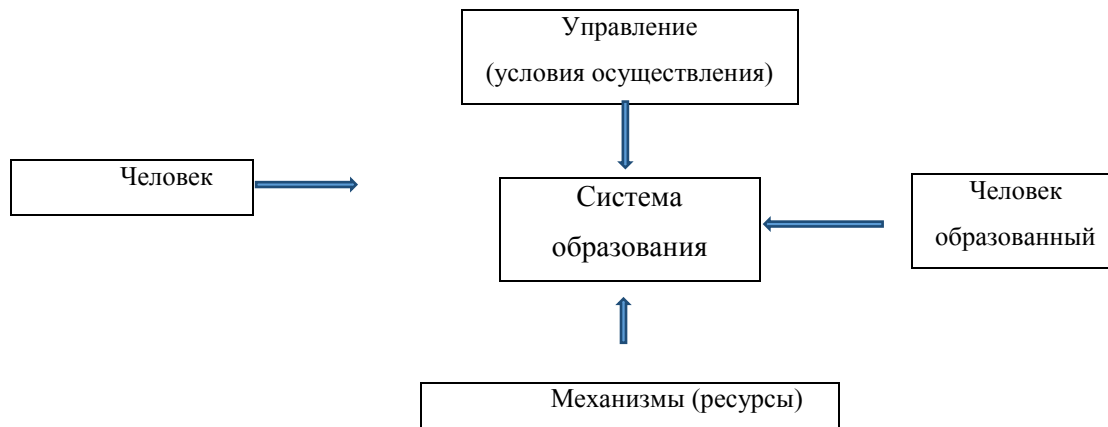 Управление
(условия осуществления)
Человек
Система
образования
Человек
образованный
Механизмы (ресурсы)